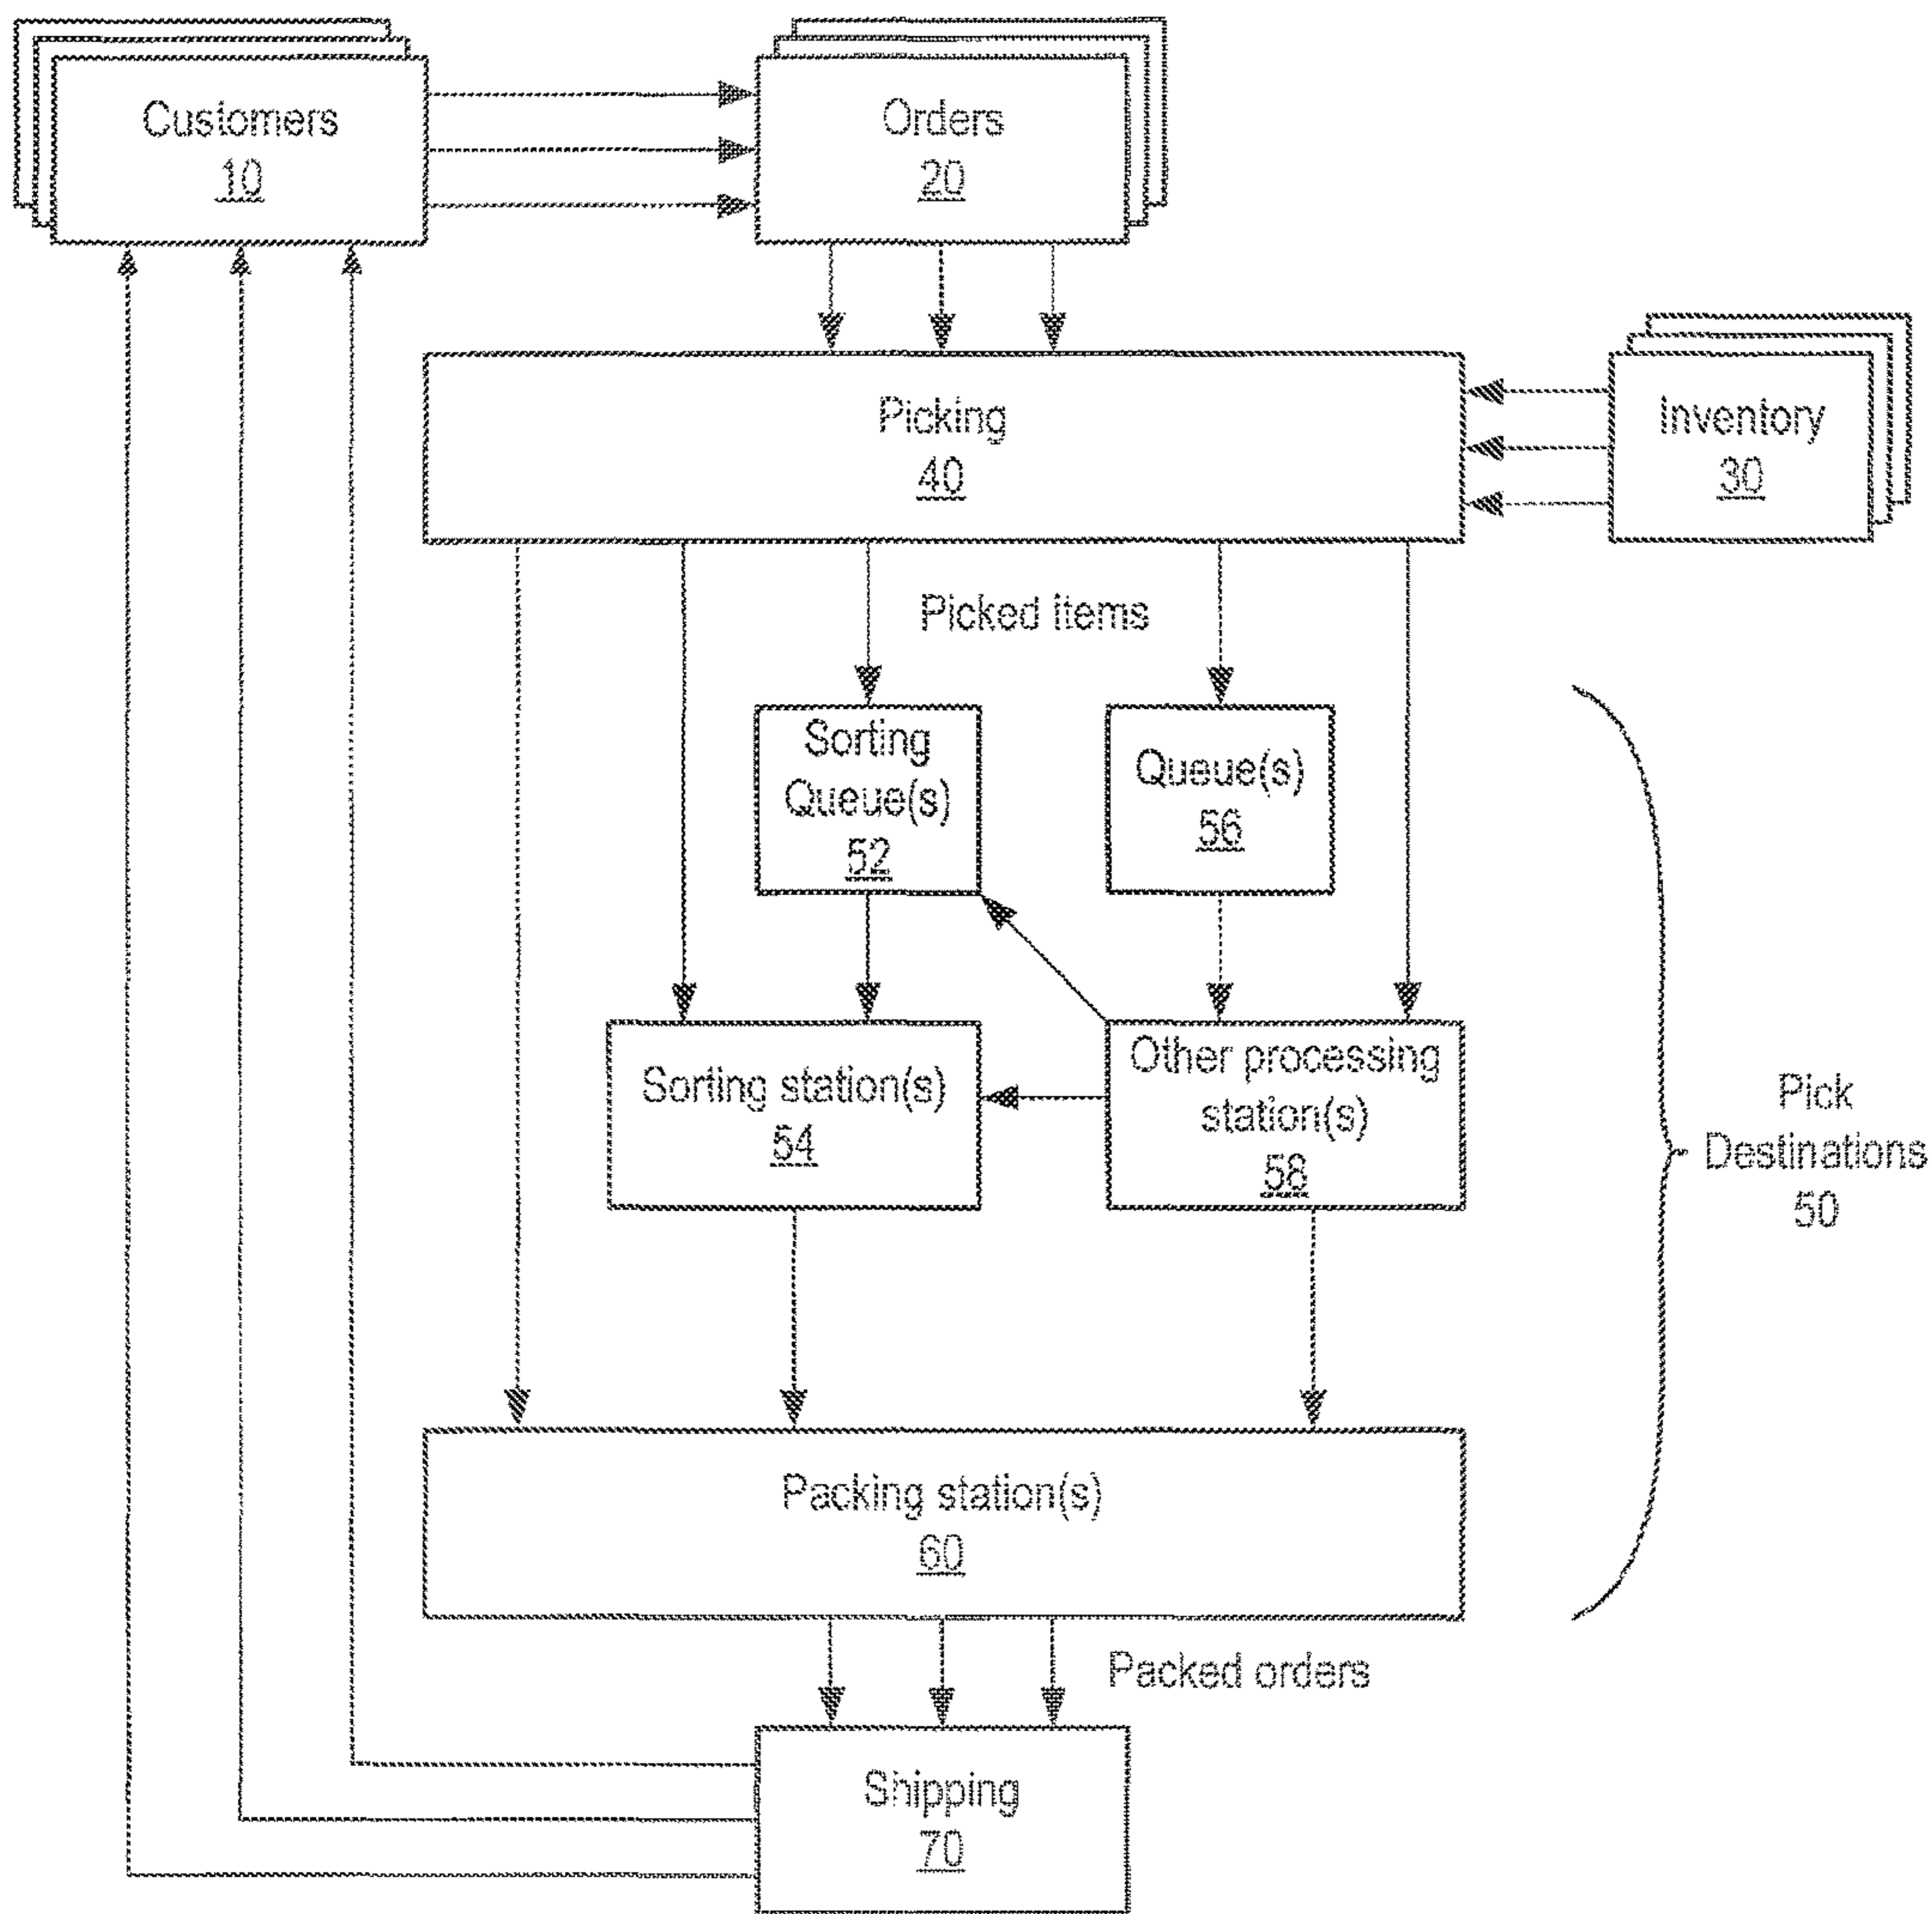 Customers
10
Orders
20
Picking
40
Inventory
30
Picked items
Sorting
Queue(s)
52
Queue(s)
56
Sorting station(s)
54
Other processing
station(s)
58
Pick
Destinations
50
Packing station(s)
60
Packed orders
Shipping
70